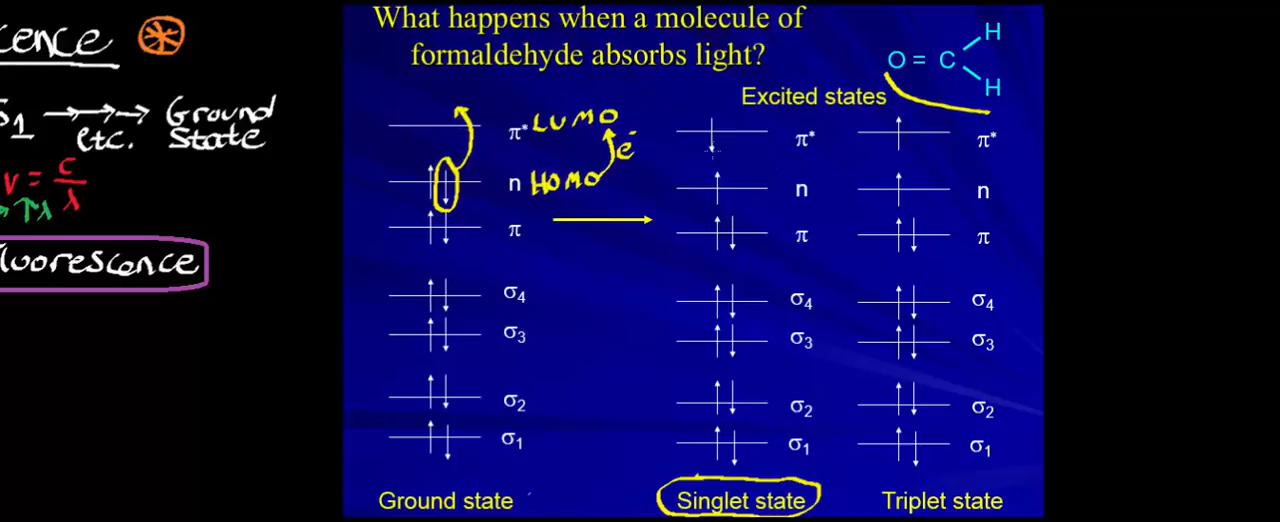 cence
S1 → → → Ground
etc. State
v = c/λ
↑λ
fluorescence
What happens when a molecule of
formaldehyde absorbs light?
O = C
H
H
Excited states
π* LUMO
e-
n HOMO
π
σ4
σ3
σ2
σ1
Ground state
π*
n
π
σ4
σ3
σ2
σ1
Singlet state
π*
n
π
σ4
σ3
σ2
σ1
Triplet state